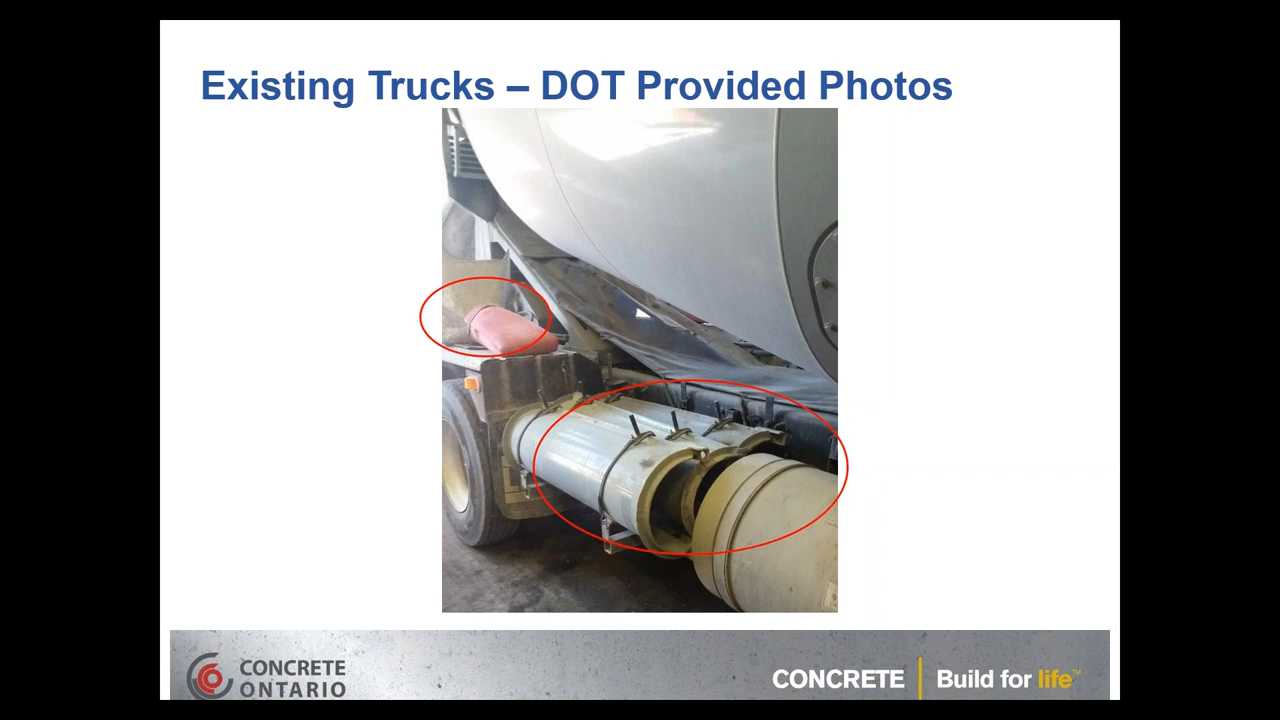 Existing Trucks – DOT Provided Photos
CONCRETE
ONTARIO
CONCRETE | Build for life™